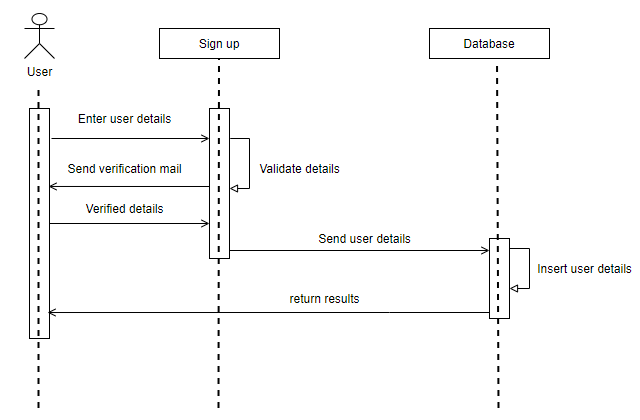 Sign up
Database
User
Enter user details
Send verification mail
Validate details
Verified details
Send user details
Insert user details
return results